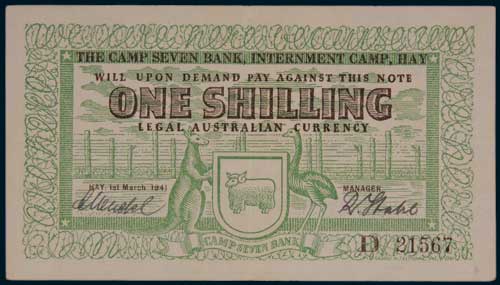 THE CAMP SEVEN BANK, INTERNMENT CAMP, HAY
WILL UPON DEMAND PAY AGAINST THIS NOTE
ONE SHILLING
LEGAL AUSTRALIAN CURRENCY
HAY 1st March 1941
MANAGER
CAMP SEVEN BANK
D 21567